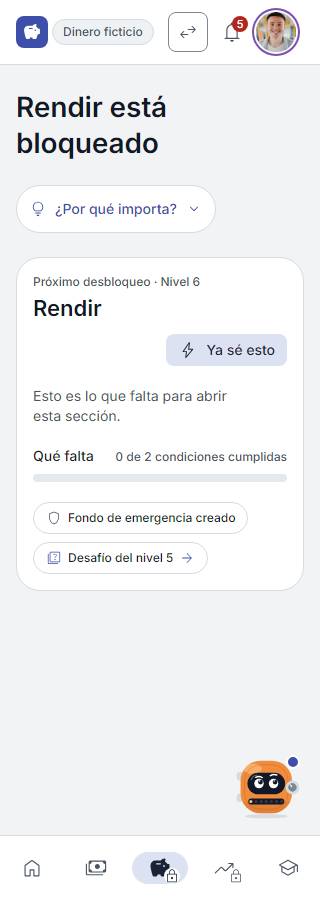 Dinero ficticio
5
Rendir está
bloqueado
¿Por qué importa?
Próximo desbloqueo · Nivel 6
Rendir
Ya sé esto
Esto es lo que falta para abrir
esta sección.
Qué falta
0 de 2 condiciones cumplidas
Fondo de emergencia creado
Desafío del nivel 5